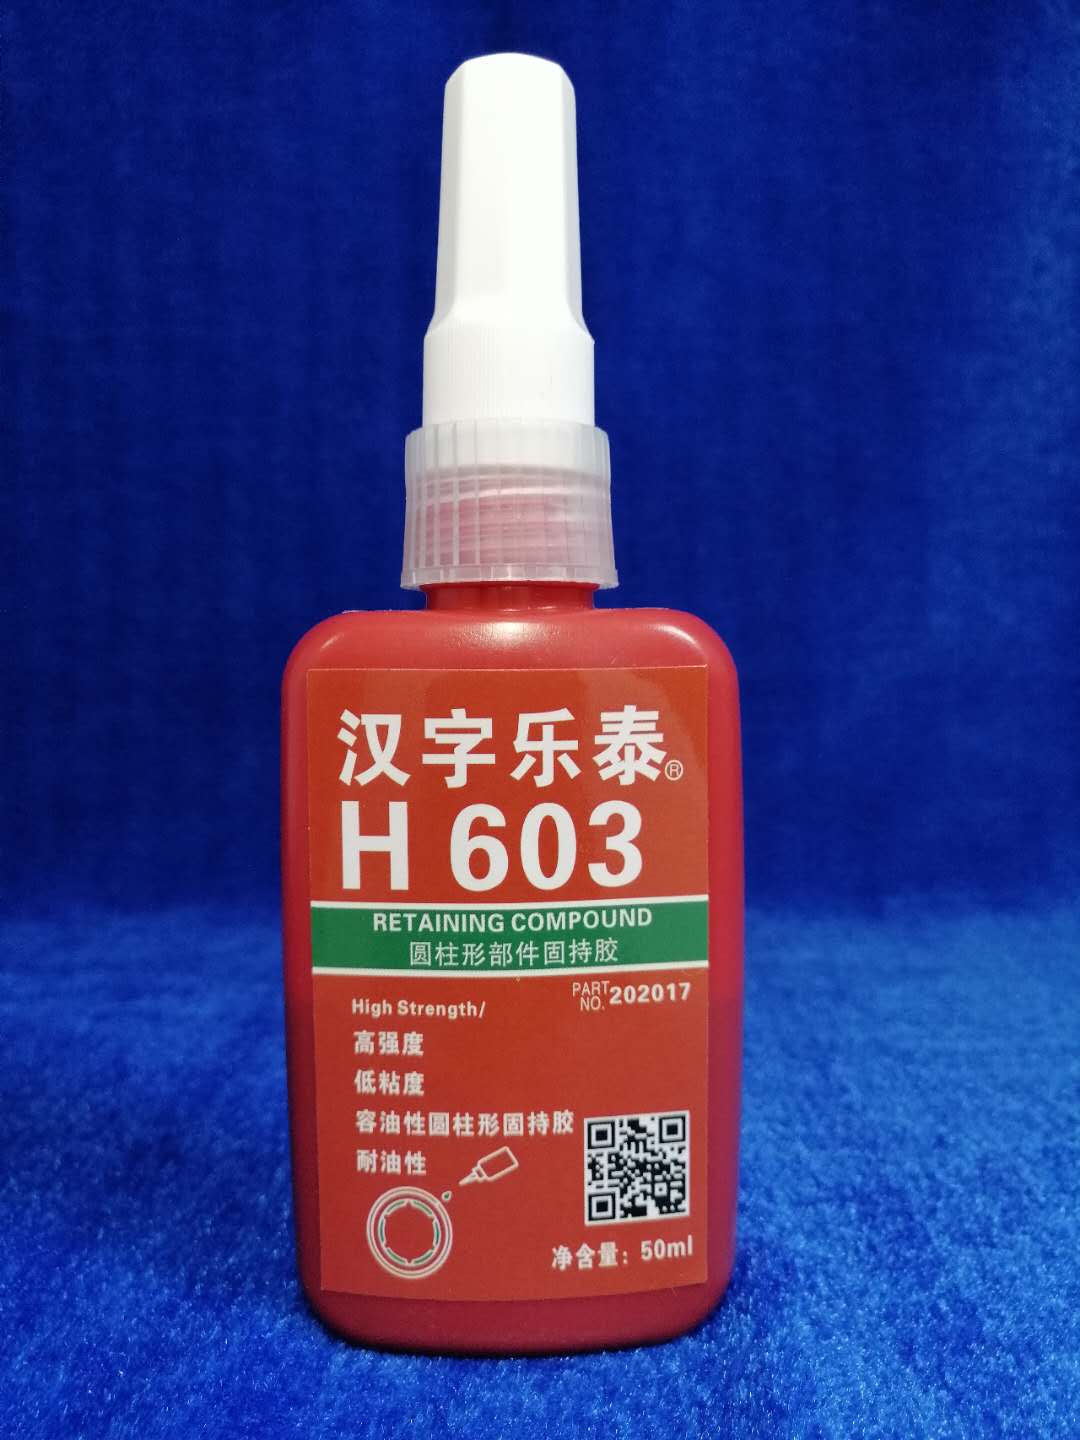 汉字乐泰®
H 603
RETAINING COMPOUND
圆柱形部件固持胶
PART NO. 202017
High Strength/
高强度
低粘度
容油性圆柱形固持胶
耐油性
净含量：50ml